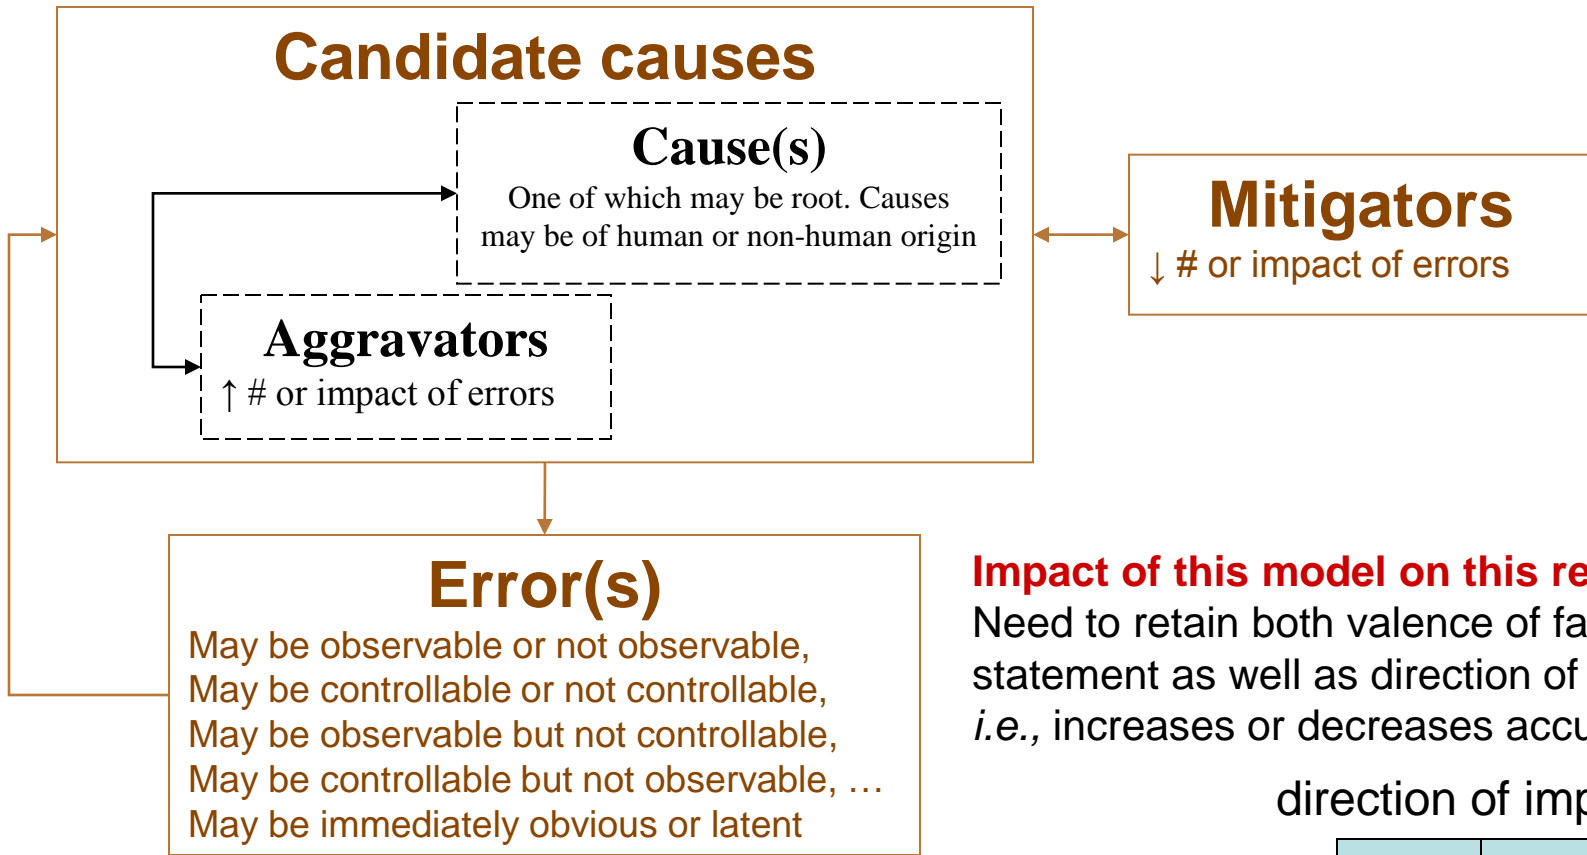 Candidate causes
Cause(s)
One of which may be root. Causes
may be of human or non-human origin
Aggravators
↑ # or impact of errors
Mitigators
↓ # or impact of errors
Error(s)
May be observable or not observable,
May be controllable or not controllable,
May be observable but not controllable,
May be controllable but not observable, …
May be immediately obvious or latent
Impact of this model on this re
Need to retain both valence of fa
statement as well as direction of
i.e., increases or decreases accu
direction of imp